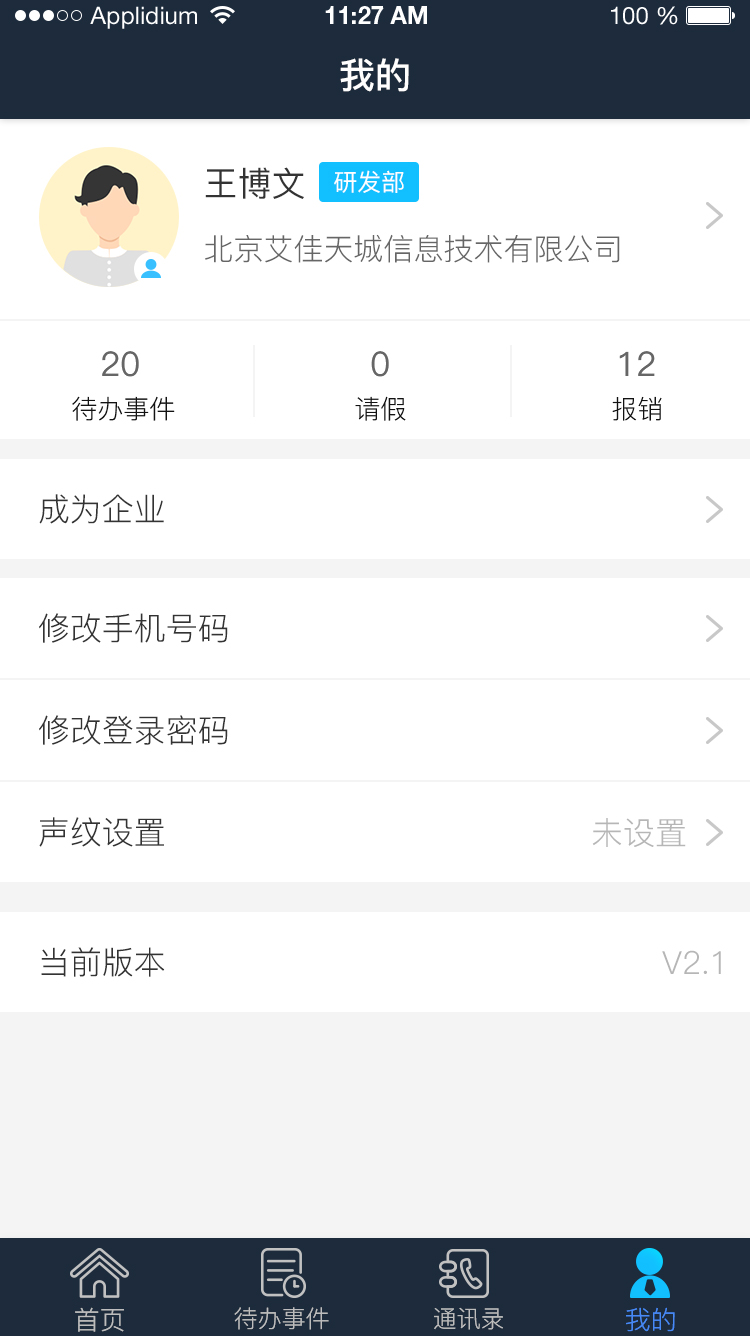 Applidium 11:27 AM 100 %
我的
王博文 研发部
北京艾佳天城信息技术有限公司
20 0 12
待办事件 请假 报销
成为企业
修改手机号码
修改登录密码
声纹设置 未设置
当前版本 V2.1
首页 待办事件 通讯录 我的